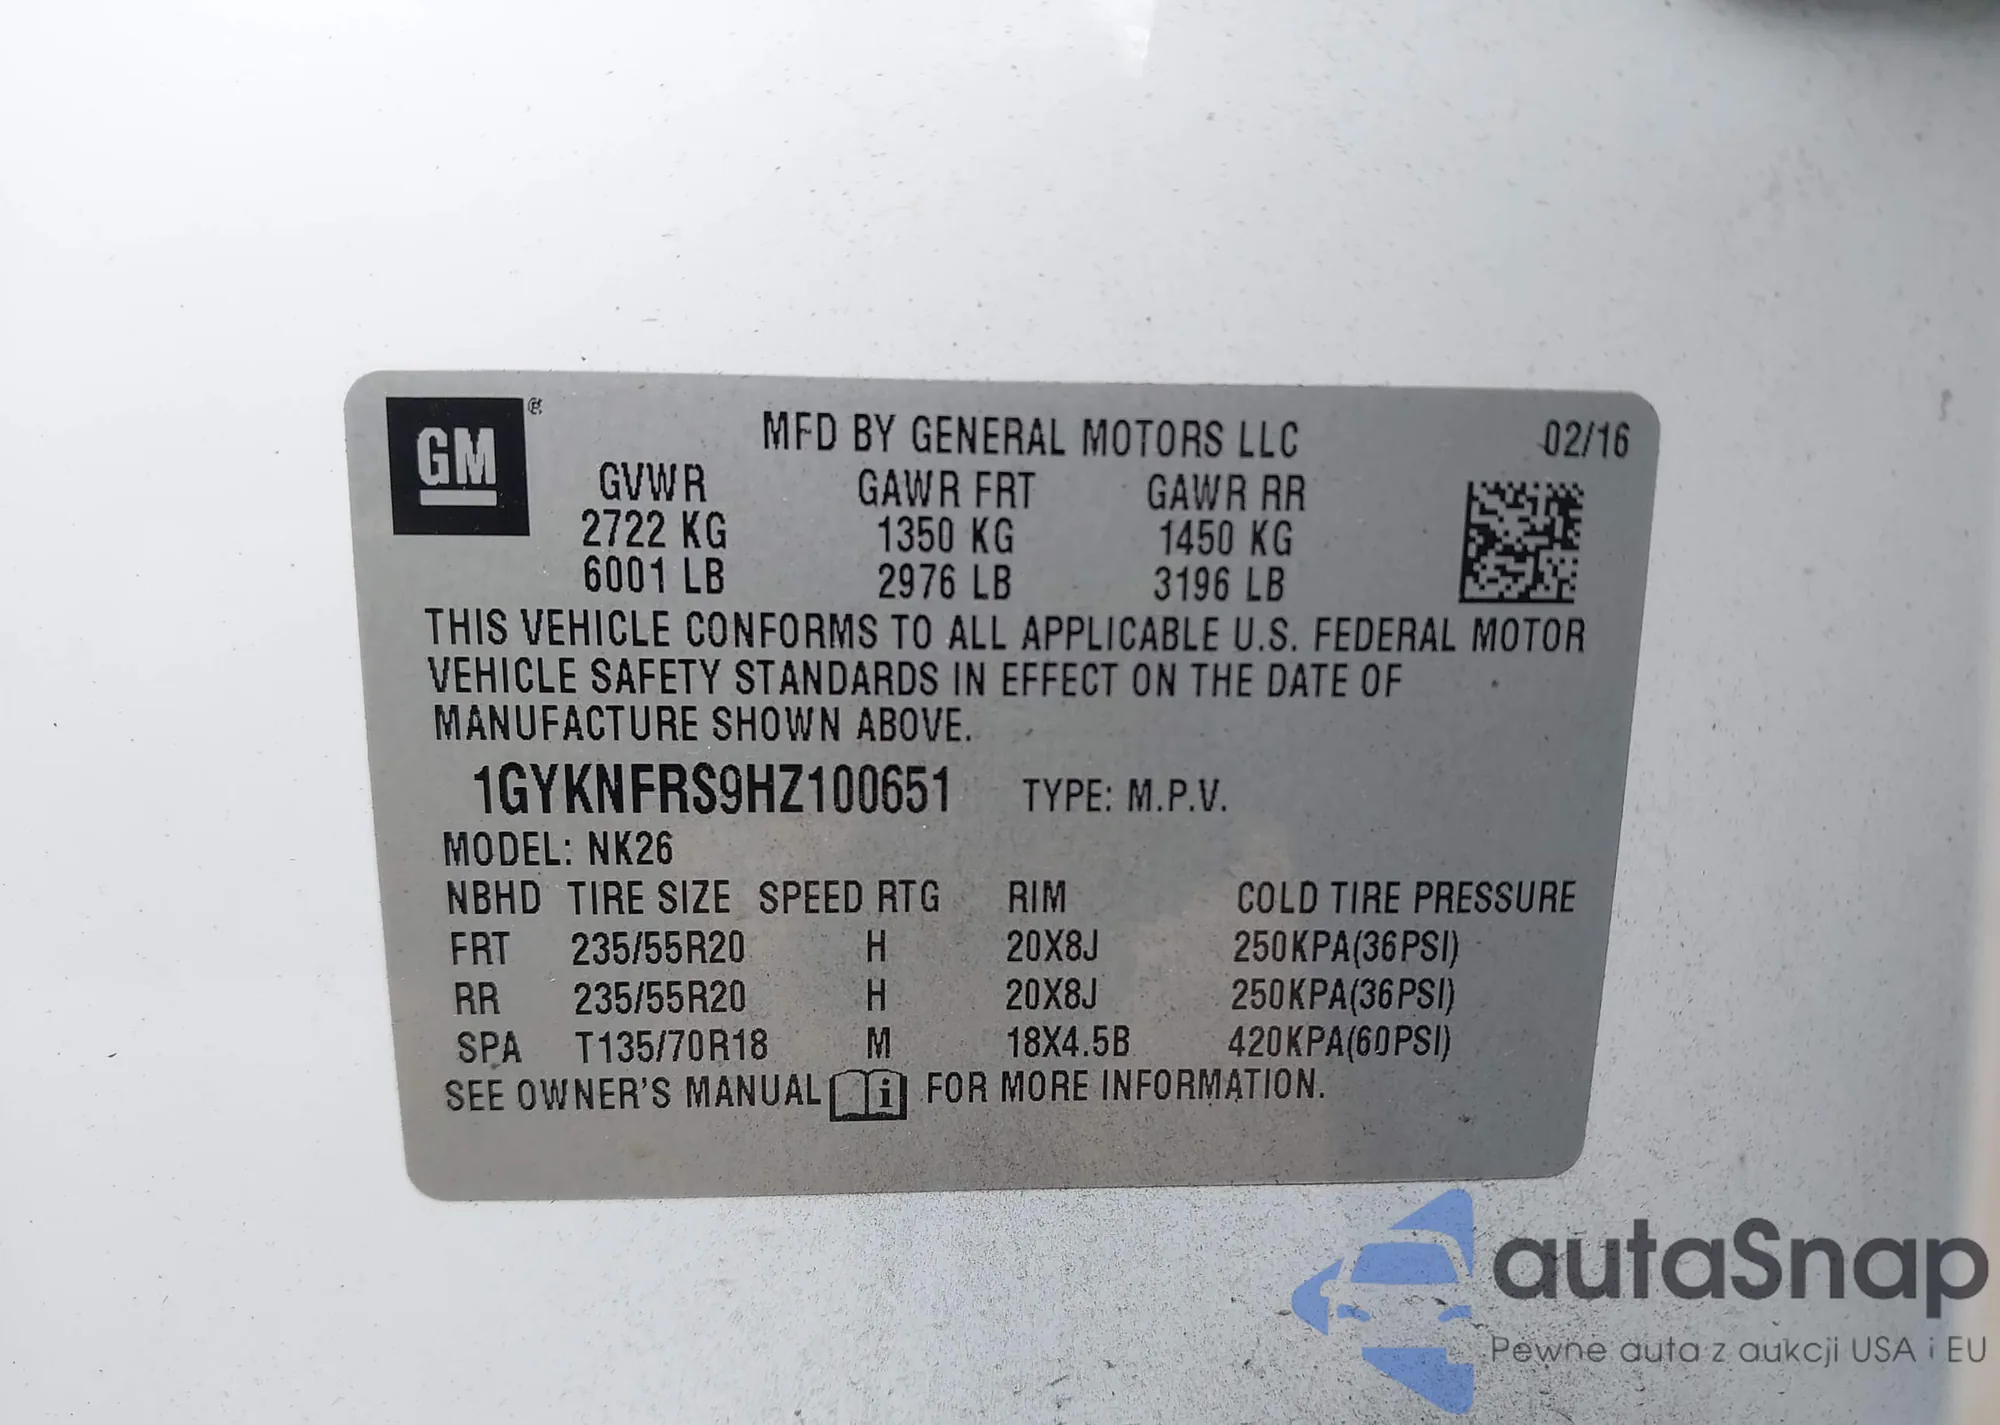 GM
MFD BY GENERAL MOTORS LLC 02/16
GVWR GAWR FRT GAWR RR
2722 KG 1350 KG 1450 KG
6001 LB 2976 LB 3196 LB
THIS VEHICLE CONFORMS TO ALL APPLICABLE U.S. FEDERAL MOTOR
VEHICLE SAFETY STANDARDS IN EFFECT ON THE DATE OF
MANUFACTURE SHOWN ABOVE.
1GYKNFRS9HZ100651 TYPE: M.P.V.
MODEL: NK26
NBHD TIRE SIZE SPEED RTG RIM COLD TIRE PRESSURE
FRT 235/55R20 H 20X8J 250KPA(36PSI)
RR 235/55R20 H 20X8J 250KPA(36PSI)
SPA T135/70R18 M 18X4.5B 420KPA(60PSI)
SEE OWNER'S MANUAL i FOR MORE INFORMATION.
autaSnap
Pewne auta z aukcji USA i EU